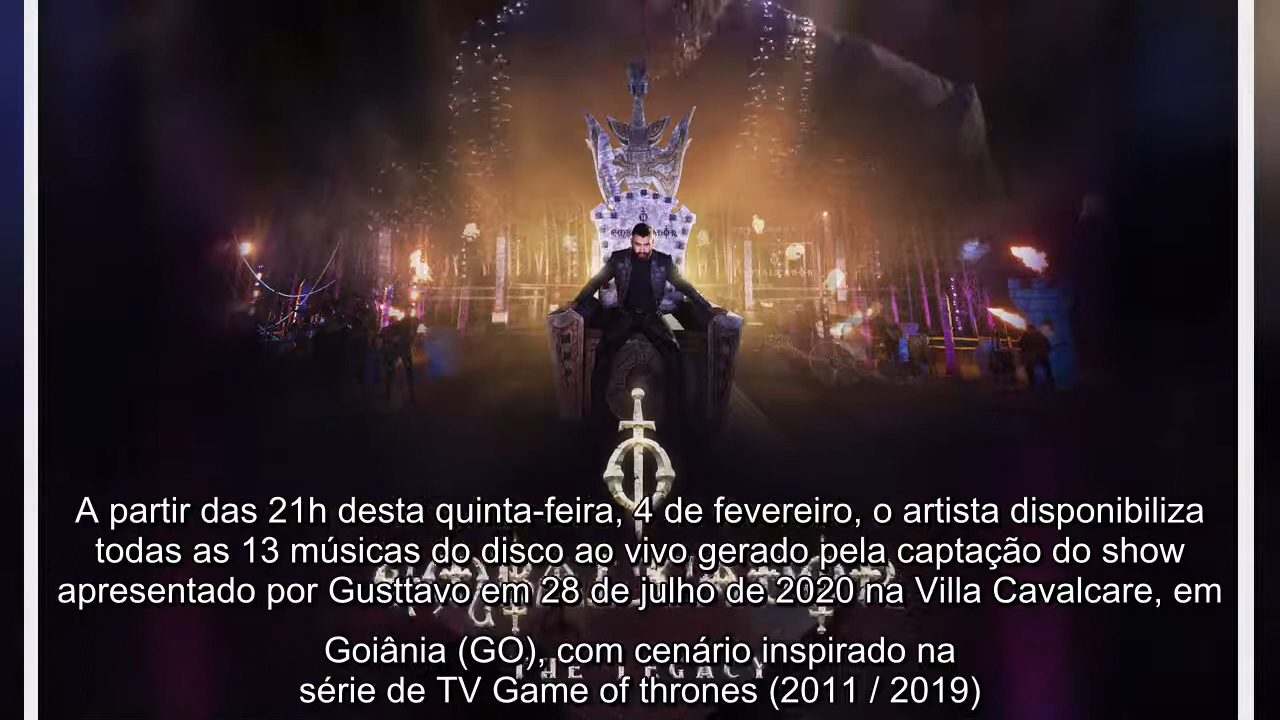 A partir das 21h desta quinta-feira, 4 de fevereiro, o artista disponibiliza
todas as 13 músicas do disco ao vivo gerado pela captação do show
apresentado por Gusttavo em 28 de julho de 2020 na Villa Cavalcare, em
Goiânia (GO), com cenário inspirado na
THE LEGACY
série de TV Game of thrones (2011 / 2019)